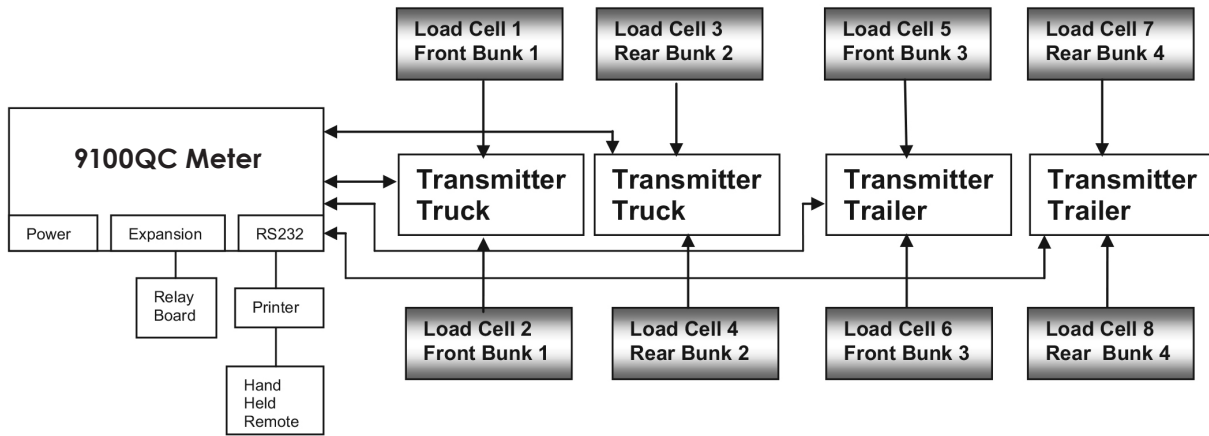 Load Cell 1
Front Bunk 1
Load Cell 3
Rear Bunk 2
Load Cell 5
Front Bunk 3
Load Cell 7
Rear Bunk 4
9100QC Meter
Transmitter
Truck
Transmitter
Truck
Transmitter
Trailer
Transmitter
Trailer
Power
Expansion
RS232
Relay
Board
Printer
Hand
Held
Remote
Load Cell 2
Front Bunk 1
Load Cell 4
Rear Bunk 2
Load Cell 6
Front Bunk 3
Load Cell 8
Rear Bunk 4